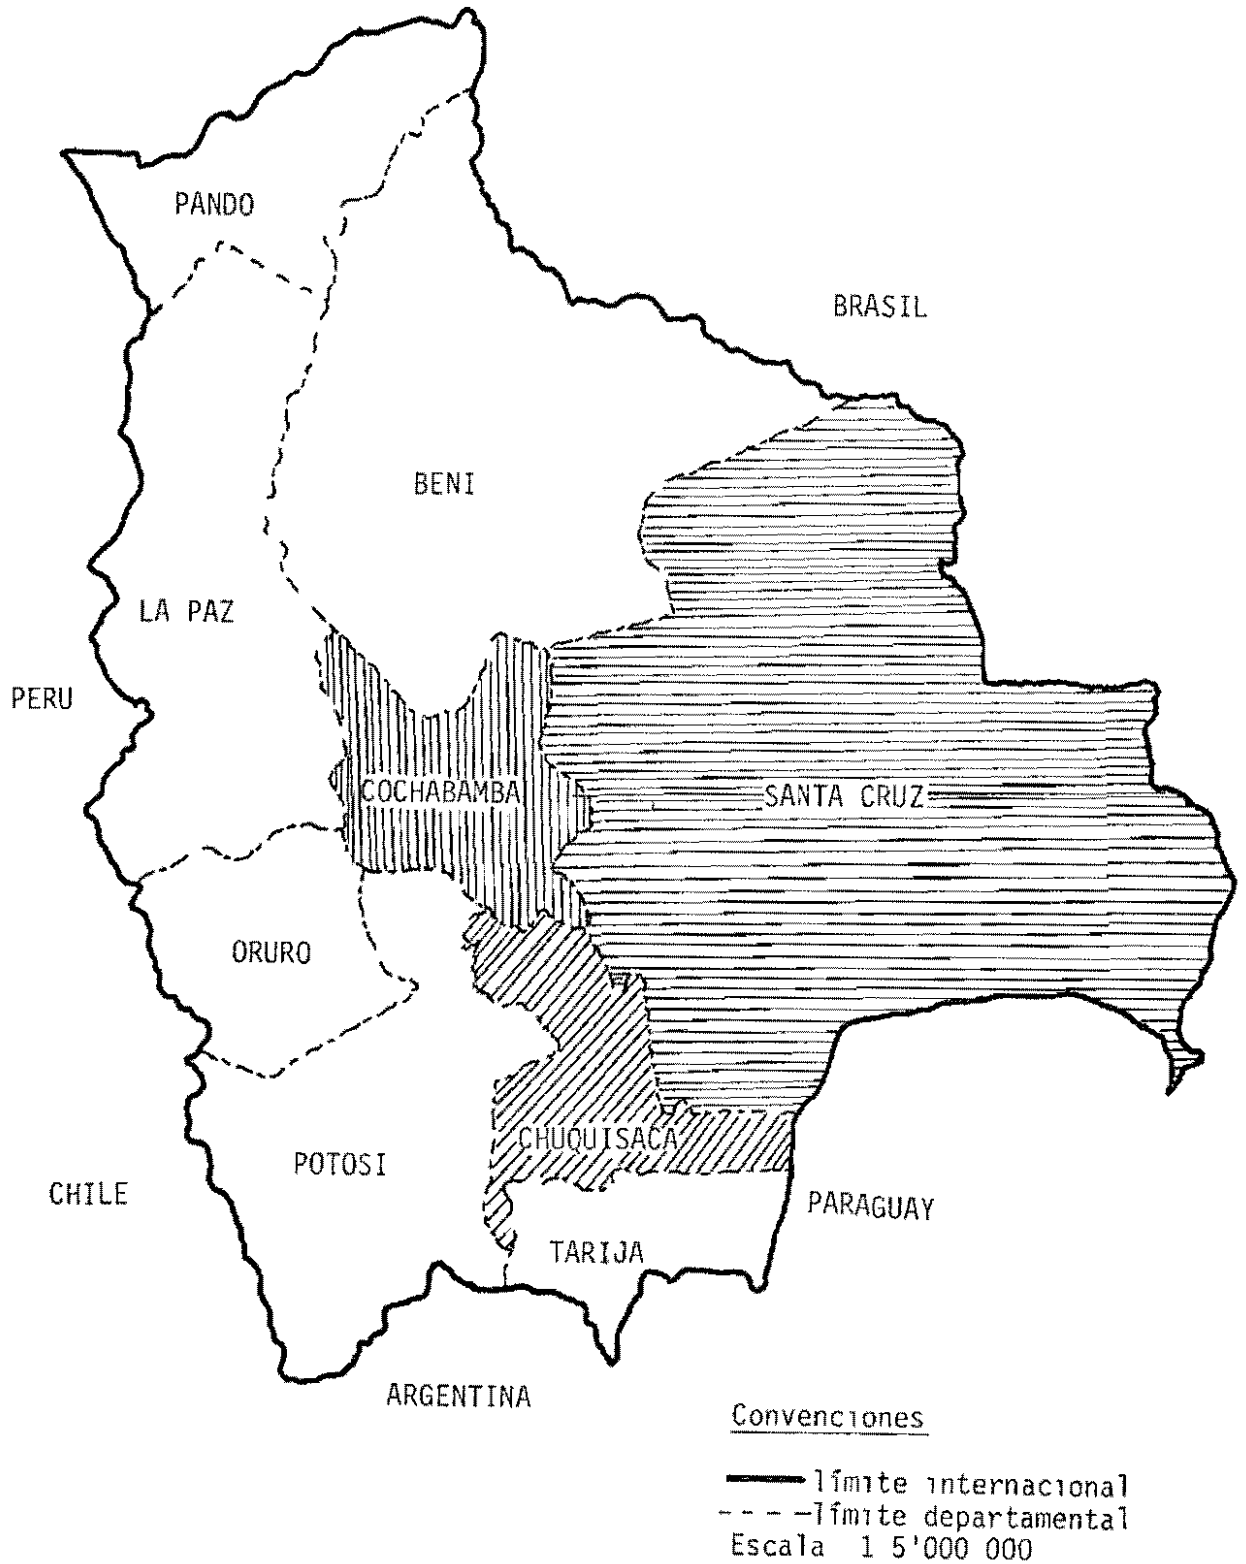 PANDO
BRASIL
BENI
LA PAZ
PERU
COCHABAMBA
SANTA CRUZ
ORURO
CHUQUISACA
POTOSI
CHILE
PARAGUAY
TARIJA
ARGENTINA
Convenciones
límite internacional
límite departamental
Escala 1 5'000 000